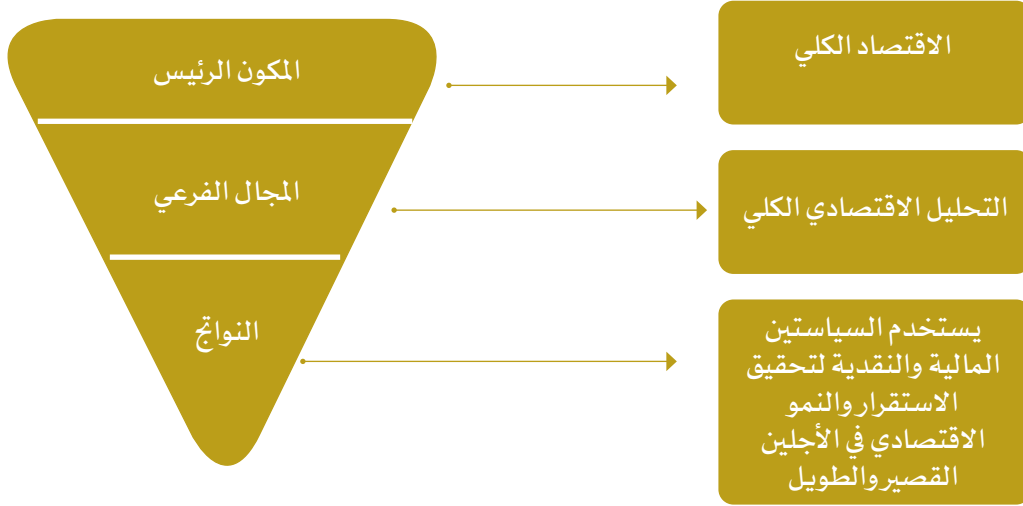 المكون الرئيس
الاقتصاد الكلي
المجال الفرعي
التحليل الاقتصادي الكلي
النواتج
يستخدم السياستين
المالية والنقدية لتحقيق
الاستقرار والنمو
الاقتصادي في الأجلين
القصير والطويل